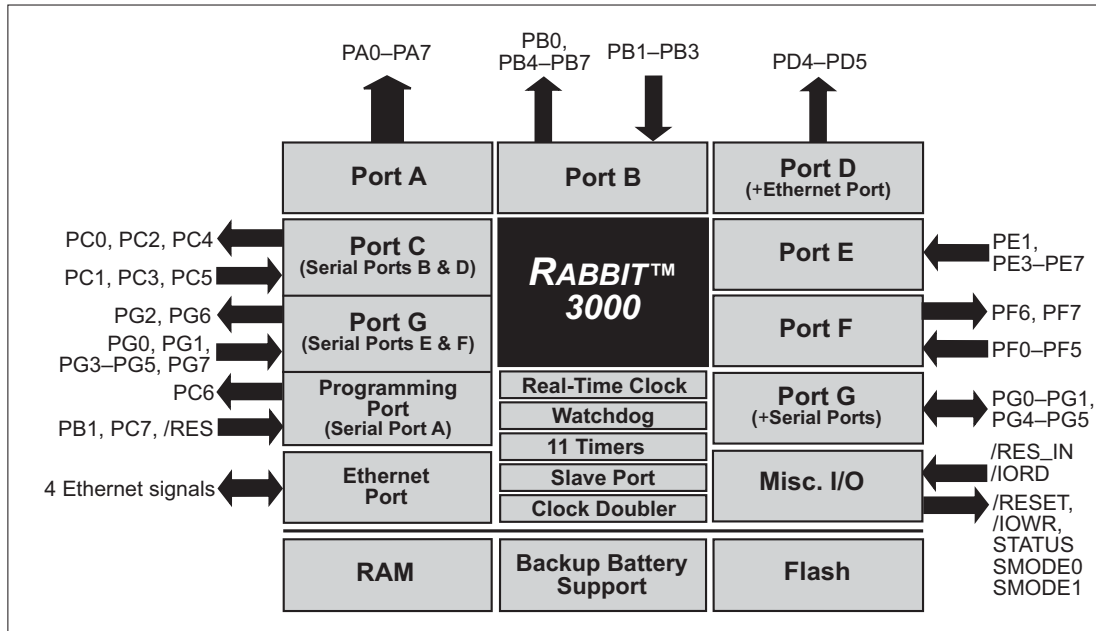 PA0–PA7
PB0,
PB4–PB7
PB1–PB3
PD4–PD5
Port A
Port B
Port D
(+Ethernet Port)
PC0, PC2, PC4
PC1, PC3, PC5
Port C
(Serial Ports B & D)
RABBIT™
3000
Port E
PE1,
PE3–PE7
PG2, PG6
PG0, PG1,
PG3–PG5, PG7
Port G
(Serial Ports E & F)
Port F
PF6, PF7
PF0–PF5
PC6
PB1, PC7, /RES
Programming
Port
(Serial Port A)
Real-Time Clock
Watchdog
11 Timers
Slave Port
Clock Doubler
Port G
(+Serial Ports)
PG0–PG1,
PG4–PG5
4 Ethernet signals
Ethernet
Port
Misc. I/O
/RES_IN
/IORD
/RESET,
/IOWR,
STATUS
SMODE0
SMODE1
RAM
Backup Battery
Support
Flash